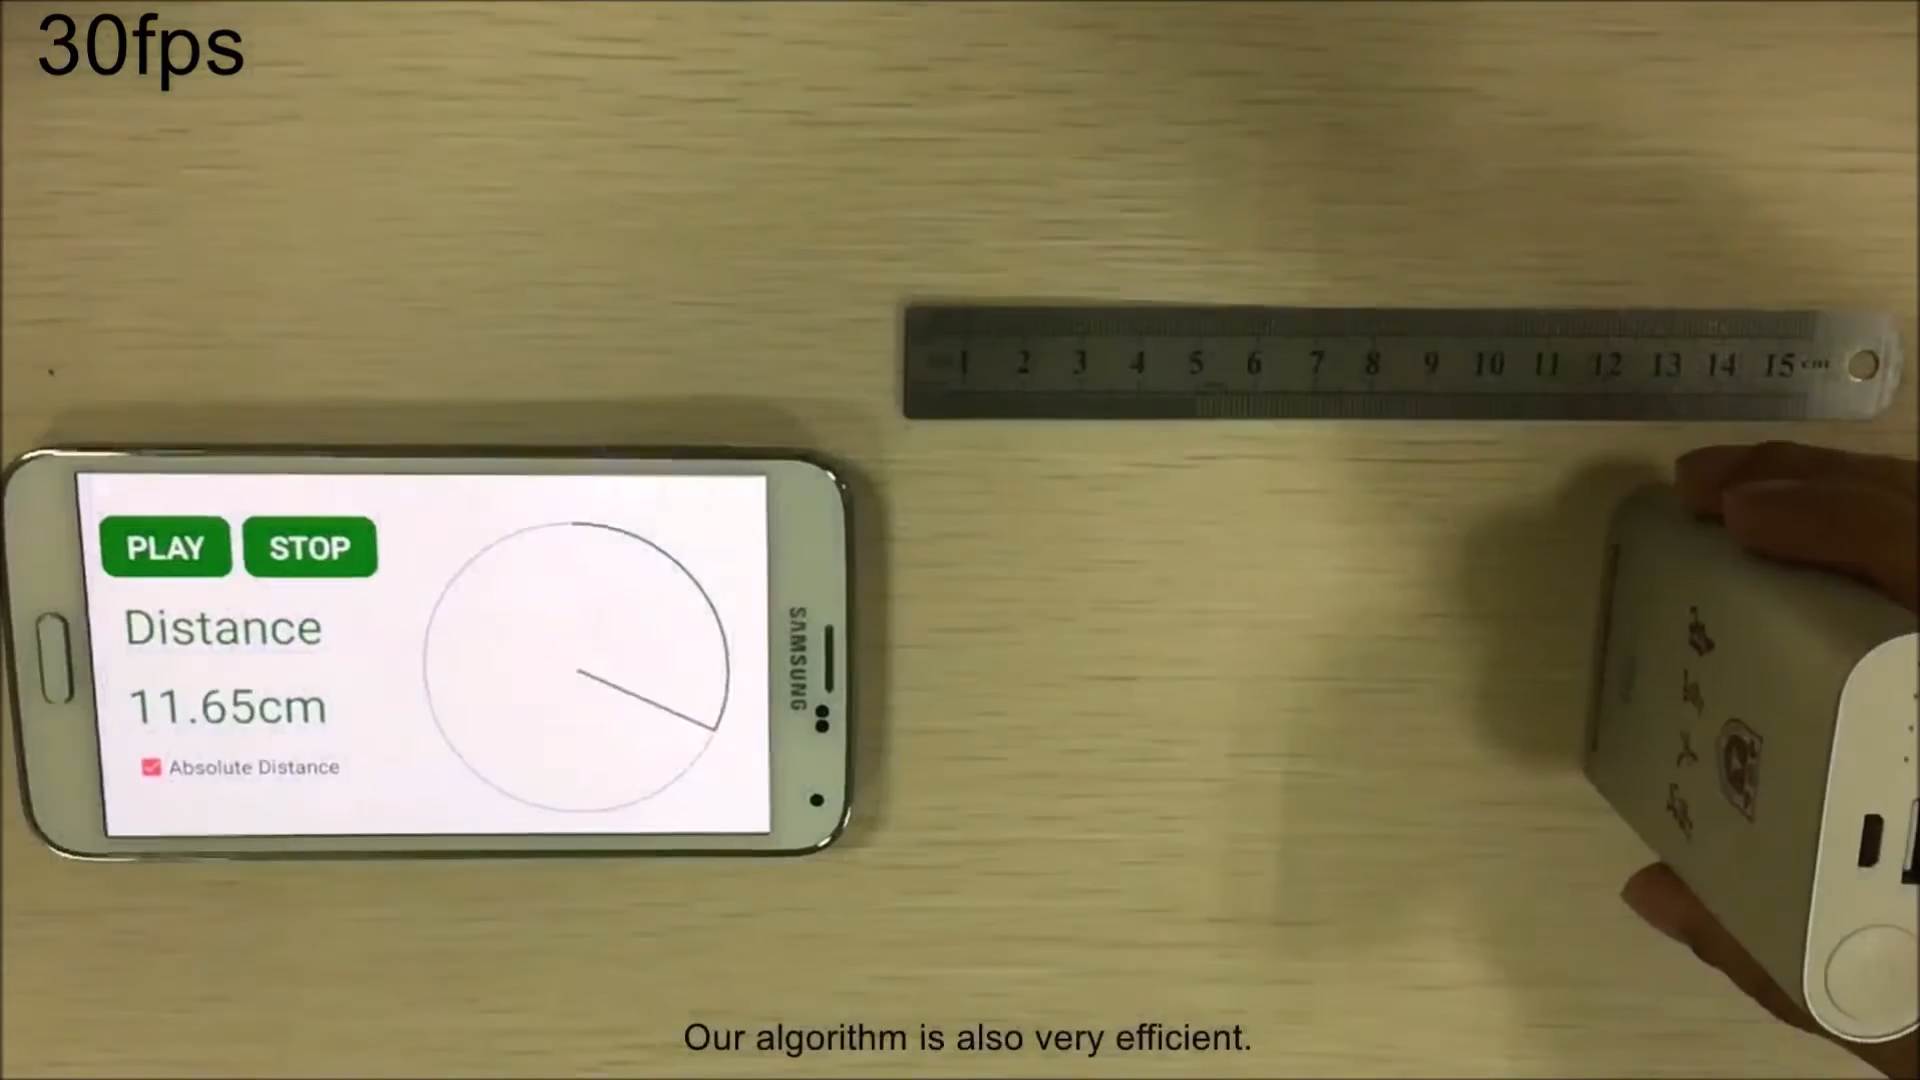 30fps
1 2 3 4 5 6 7 8 9 10 11 12 13 14 15 cm
PLAY STOP
Distance
11.65cm
Absolute Distance
SAMSUNG
Our algorithm is also very efficient.